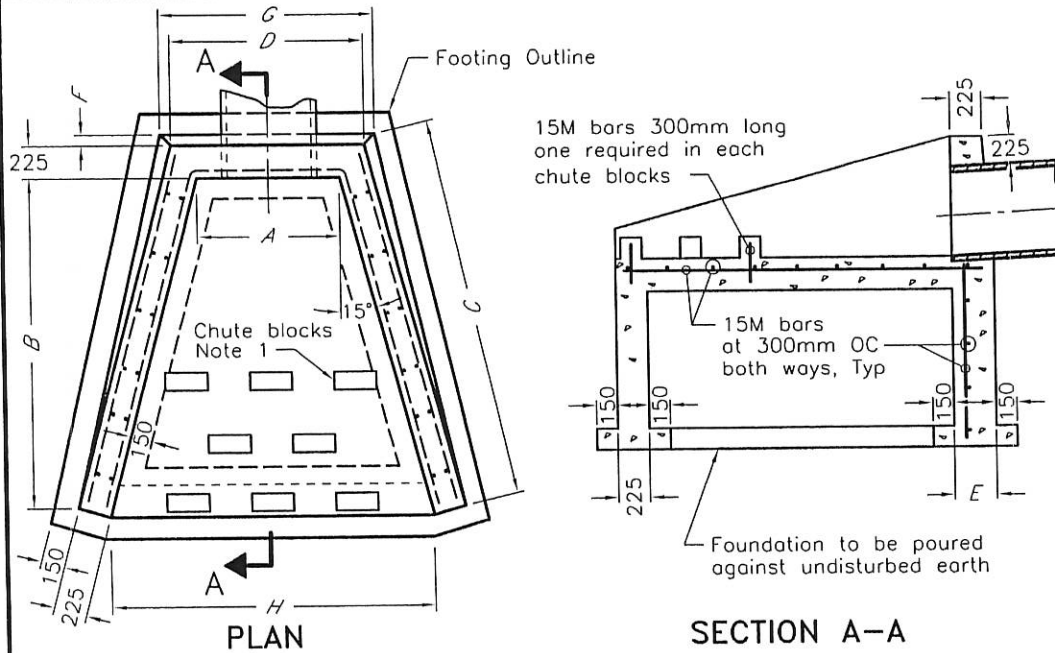 G
D
A
Footing Outline
F
225
A
15°
B
C
Chute blocks
Note 1
150
150
225
A
H
PLAN
15M bars 300mm long
one required in each
chute blocks
225
225
15M bars
at 300mm OC
both ways, Typ
150
150
150
150
225
E
Foundation to be poured
against undisturbed earth
SECTION A–A